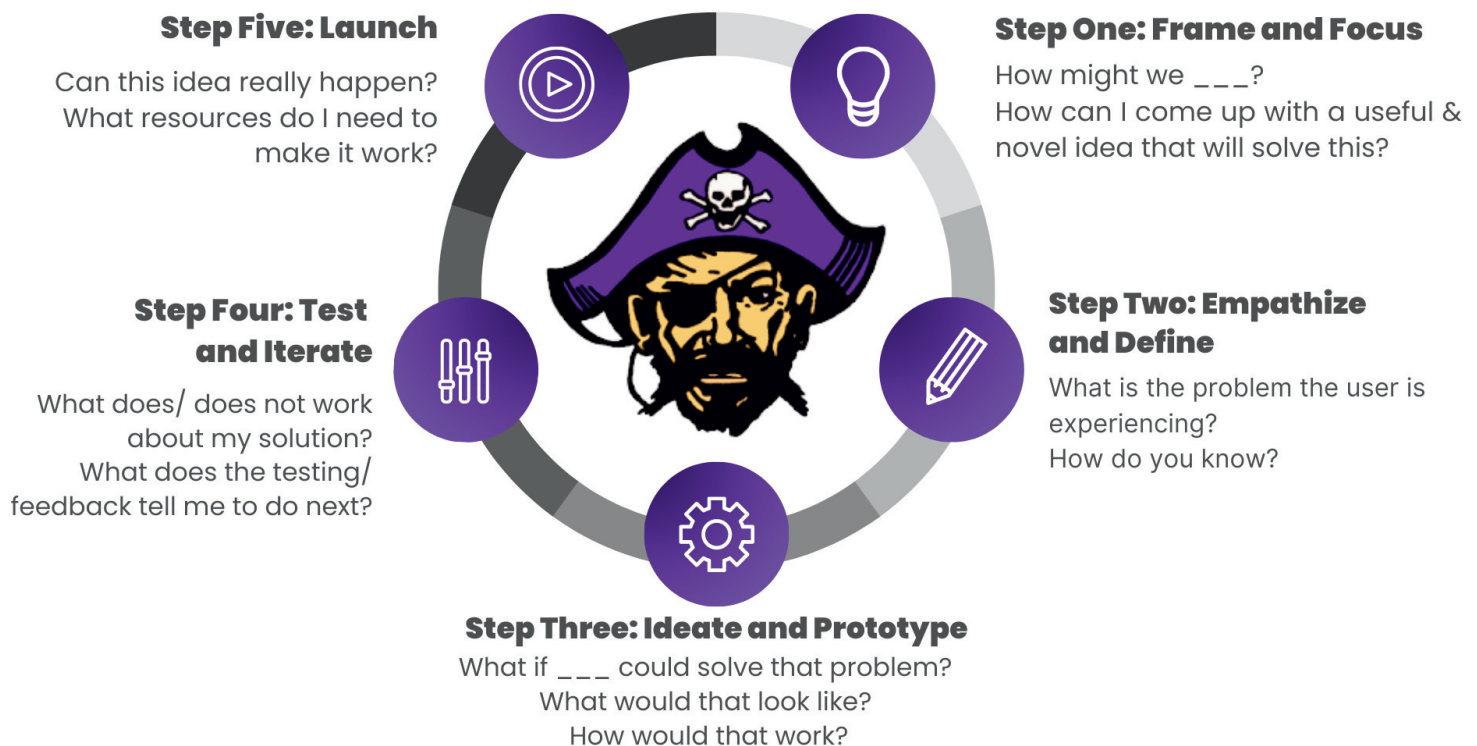 Step One: Frame and Focus
How might we ___?
How can I come up with a useful &
novel idea that will solve this?
Step Two: Empathize
and Define
What is the problem the user is
experiencing?
How do you know?
Step Three: Ideate and Prototype
What if ___ could solve that problem?
What would that look like?
How would that work?
Step Four: Test
and Iterate
What does/ does not work
about my solution?
What does the testing/
feedback tell me to do next?
Step Five: Launch
Can this idea really happen?
What resources do I need to
make it work?